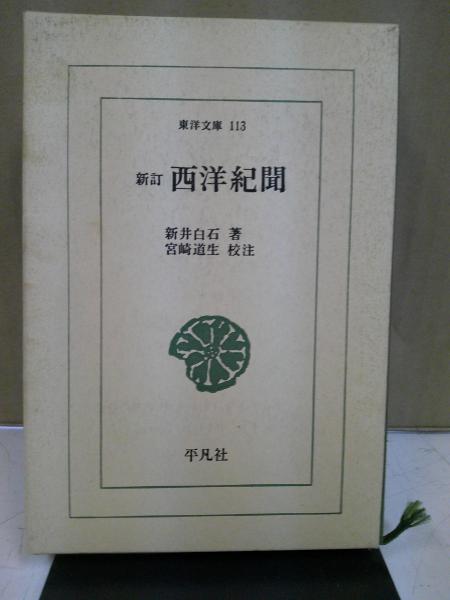 東洋文庫 113
新訂 西洋紀聞
新井白石 著
宮崎道生 校注
平凡社